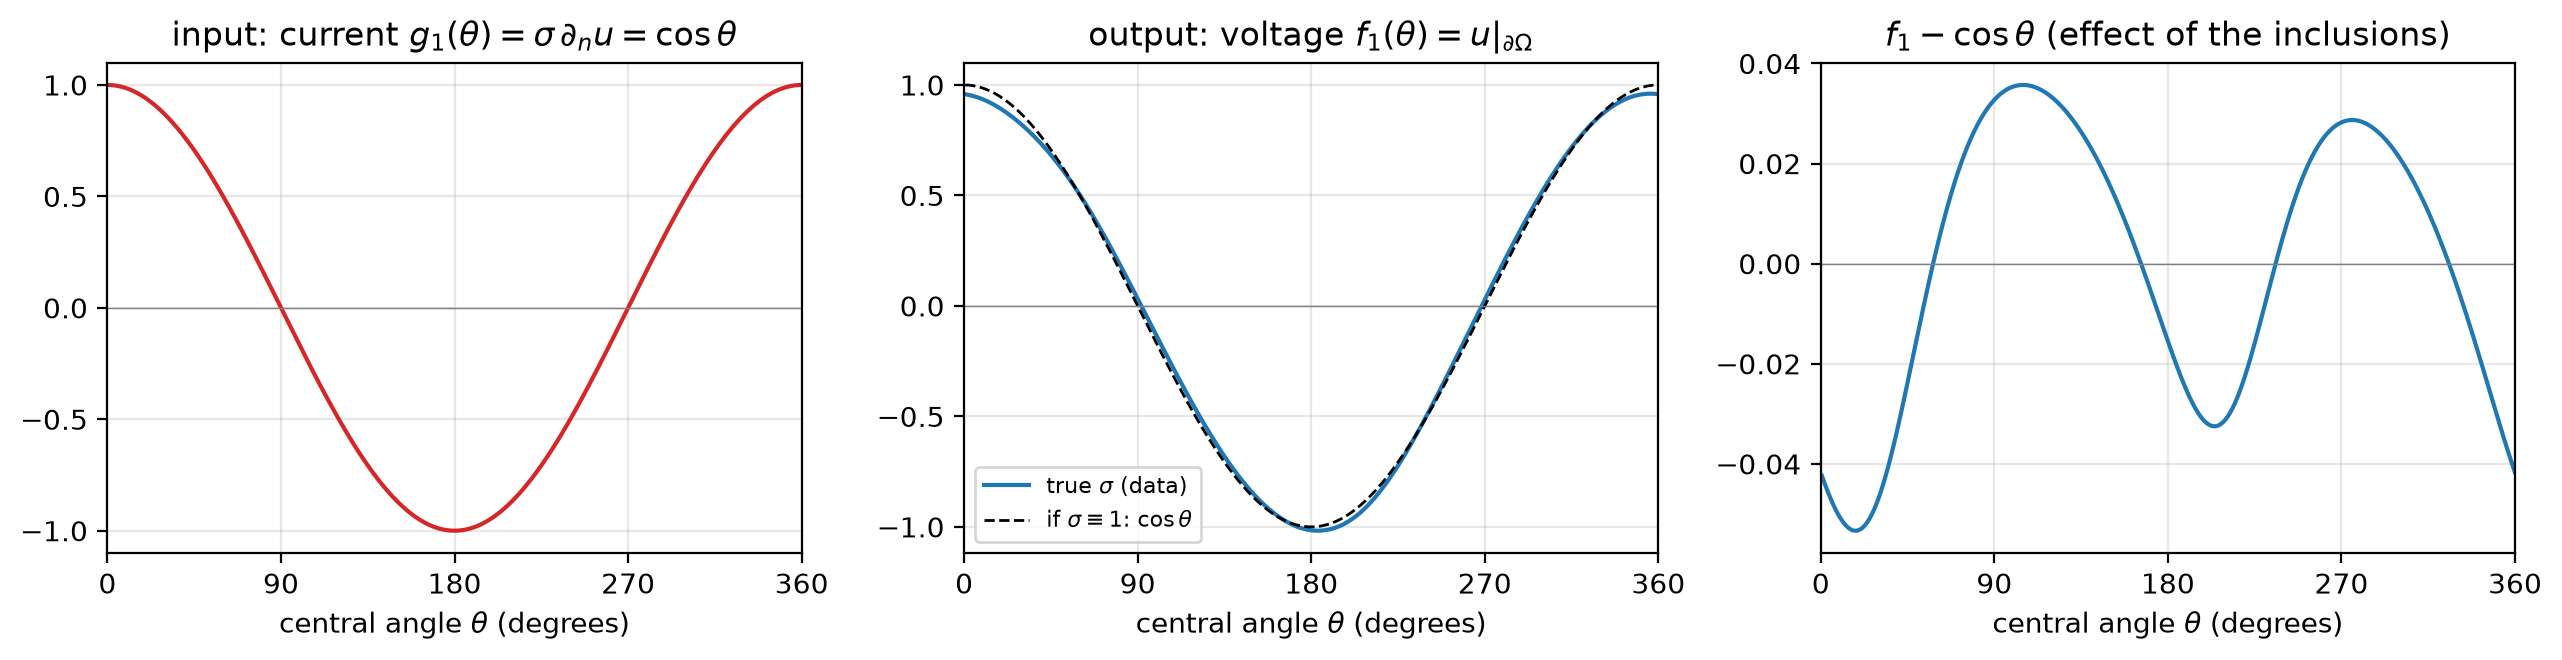 input: current g₁(θ) = σ ∂ₙu = cos θ
1.0
0.5
0.0
−0.5
−1.0
0 90 180 270 360
central angle θ (degrees)
output: voltage f₁(θ) = u|∂Ω
1.0
0.5
0.0
−0.5
−1.0
true σ (data)
if σ ≡ 1: cos θ
0 90 180 270 360
central angle θ (degrees)
f₁ − cos θ (effect of the inclusions)
0.04
0.02
0.00
−0.02
−0.04
0 90 180 270 360
central angle θ (degrees)